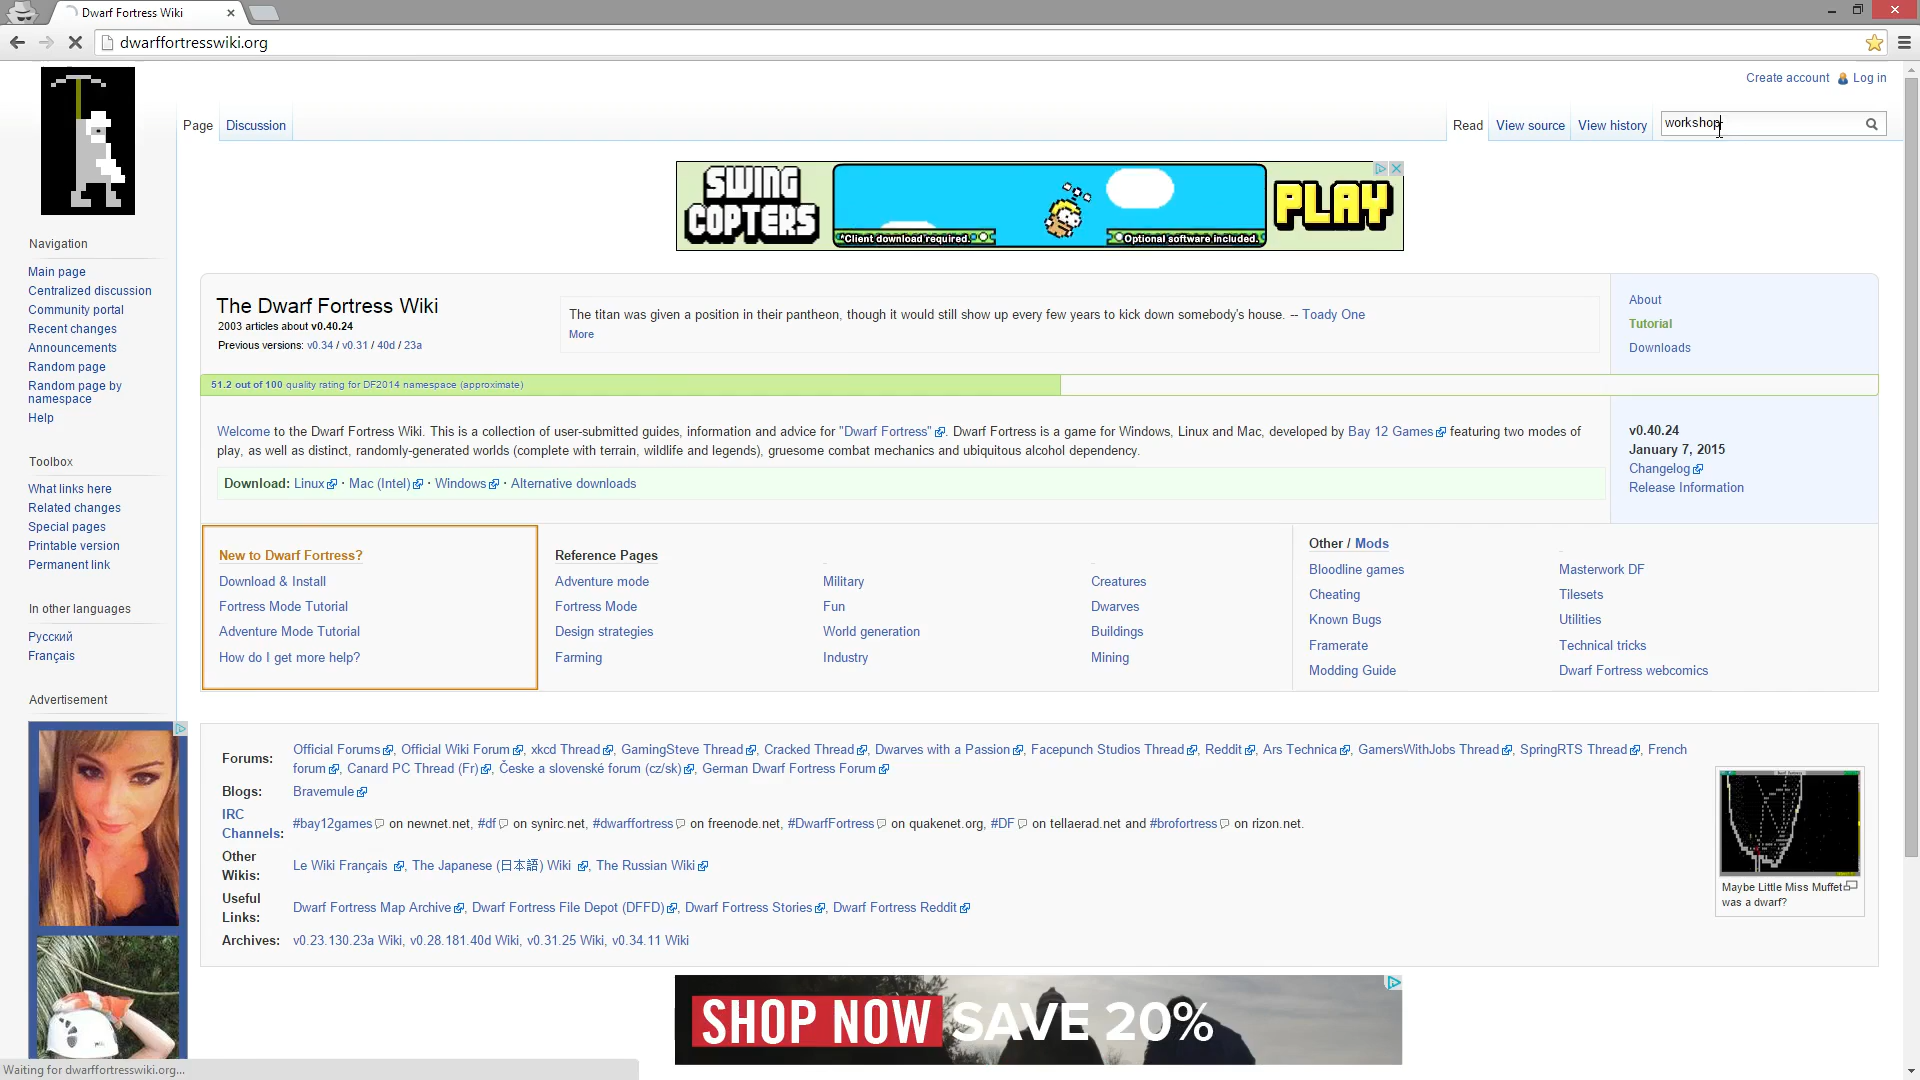 Dwarf Fortress Wiki
dwarffortresswiki.org
Create account Log in
Page Discussion Read View source View history workshop
SWING COPTERS PLAY
*Client download required. Optional software included.
Navigation
Main page
Centralized discussion
Community portal
Recent changes
Announcements
Random page
Random page by
namespace
Help
Toolbox
What links here
Related changes
Special pages
Printable version
Permanent link
In other languages
Русский
Français
Advertisement
The Dwarf Fortress Wiki
2003 articles about v0.40.24
Previous versions: v0.34 / v0.31 / 40d / 23a
The titan was given a position in their pantheon, though it would still show up every few years to kick down somebody's house. -- Toady One
More
About
Tutorial
Downloads
51.2 out of 100 quality rating for DF2014 namespace (approximate)
Welcome to the Dwarf Fortress Wiki. This is a collection of user-submitted guides, information and advice for "Dwarf Fortress". Dwarf Fortress is a game for Windows, Linux and Mac, developed by Bay 12 Games featuring two modes of
play, as well as distinct, randomly-generated worlds (complete with terrain, wildlife and legends), gruesome combat mechanics and ubiquitous alcohol dependency.
Download: Linux · Mac (Intel) · Windows · Alternative downloads
v0.40.24
January 7, 2015
Changelog
Release Information
New to Dwarf Fortress?
Download & Install
Fortress Mode Tutorial
Adventure Mode Tutorial
How do I get more help?
Reference Pages
Adventure mode Military Creatures
Fortress Mode Fun Dwarves
Design strategies World generation Buildings
Farming Industry Mining
Other / Mods
Bloodline games Masterwork DF
Cheating Tilesets
Known Bugs Utilities
Framerate Technical tricks
Modding Guide Dwarf Fortress webcomics
Forums: Official Forums, Official Wiki Forum, xkcd Thread, GamingSteve Thread, Cracked Thread, Dwarves with a Passion, Facepunch Studios Thread, Reddit, Ars Technica, GamersWithJobs Thread, SpringRTS Thread, French
forum, Canard PC Thread (Fr), Česke a slovenské forum (cz/sk), German Dwarf Fortress Forum
Blogs: Bravemule
IRC
Channels: #bay12games on newnet.net, #df on synirc.net, #dwarffortress on freenode.net, #DwarfFortress on quakenet.org, #DF on tellaerad.net and #brofortress on rizon.net.
Other
Wikis: Le Wiki Français, The Japanese (日本語) Wiki, The Russian Wiki
Useful
Links: Dwarf Fortress Map Archive, Dwarf Fortress File Depot (DFFD), Dwarf Fortress Stories, Dwarf Fortress Reddit
Archives: v0.23.130.23a Wiki, v0.28.181.40d Wiki, v0.31.25 Wiki, v0.34.11 Wiki
Maybe Little Miss Muffet
was a dwarf?
SHOP NOW SAVE 20%
Waiting for dwarffortresswiki.org...